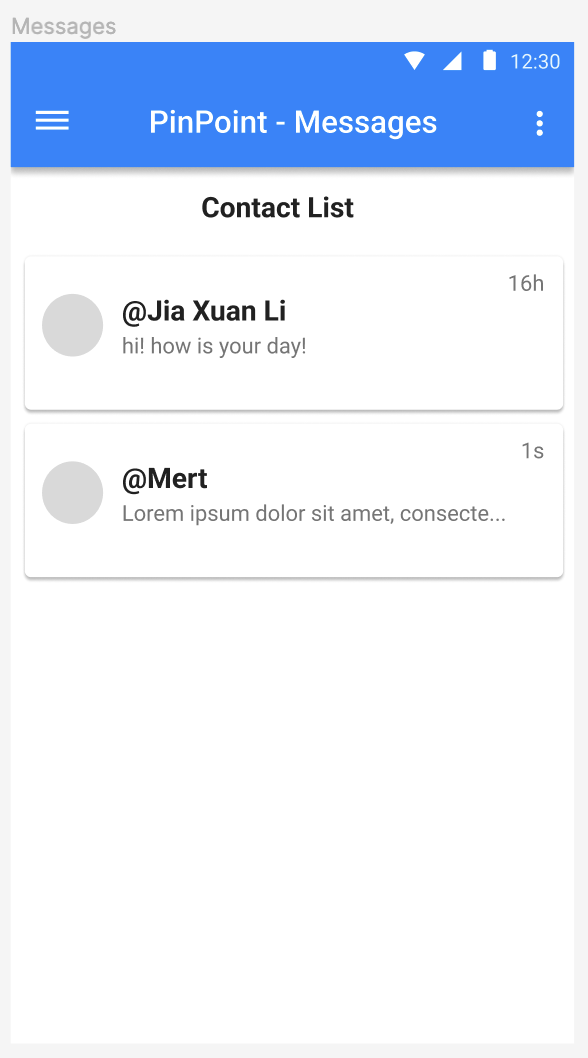 Messages
12:30
PinPoint - Messages
Contact List
16h
@Jia Xuan Li
hi! how is your day!
1s
@Mert
Lorem ipsum dolor sit amet, consecte...